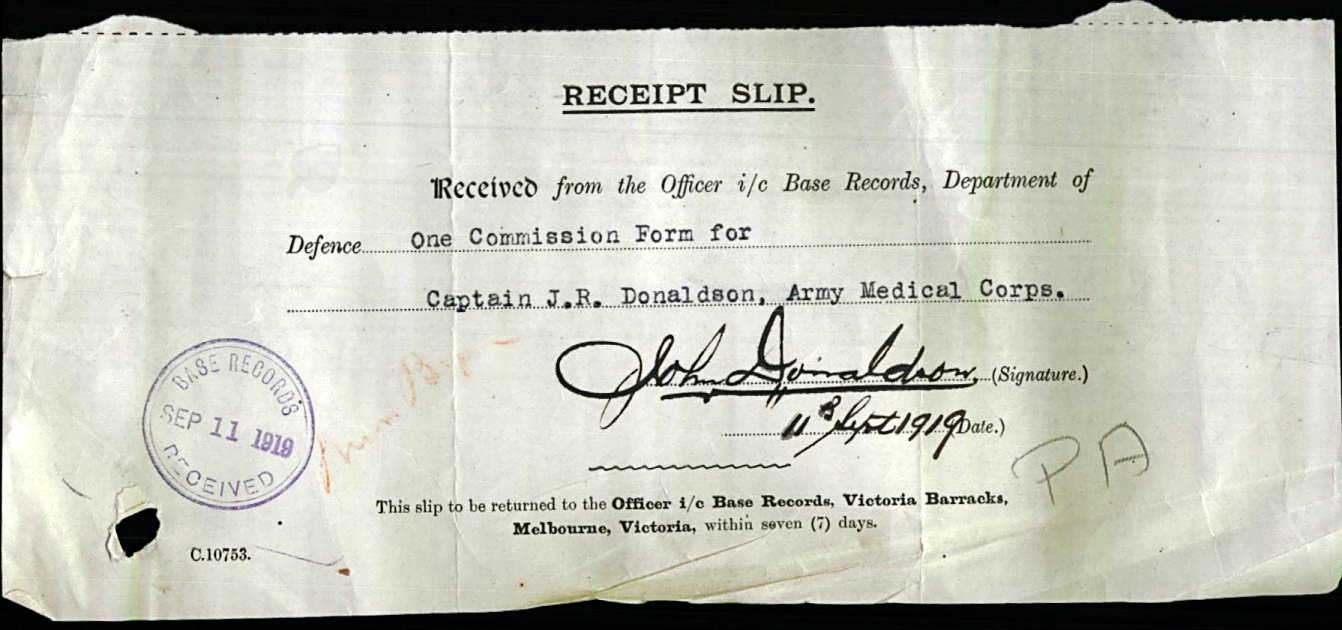 RECEIPT SLIP.
Received from the Officer i/c Base Records, Department of
Defence One Commission Form for
Captain J.R. Donaldson, Army Medical Corps.
John Donaldson. (Signature.)
11th Sept 1919 (Date.)
BASE RECORDS
SEP 11 1919
RECEIVED
PA
This slip to be returned to the Officer i/c Base Records, Victoria Barracks,
Melbourne, Victoria, within seven (7) days.
C.10753.